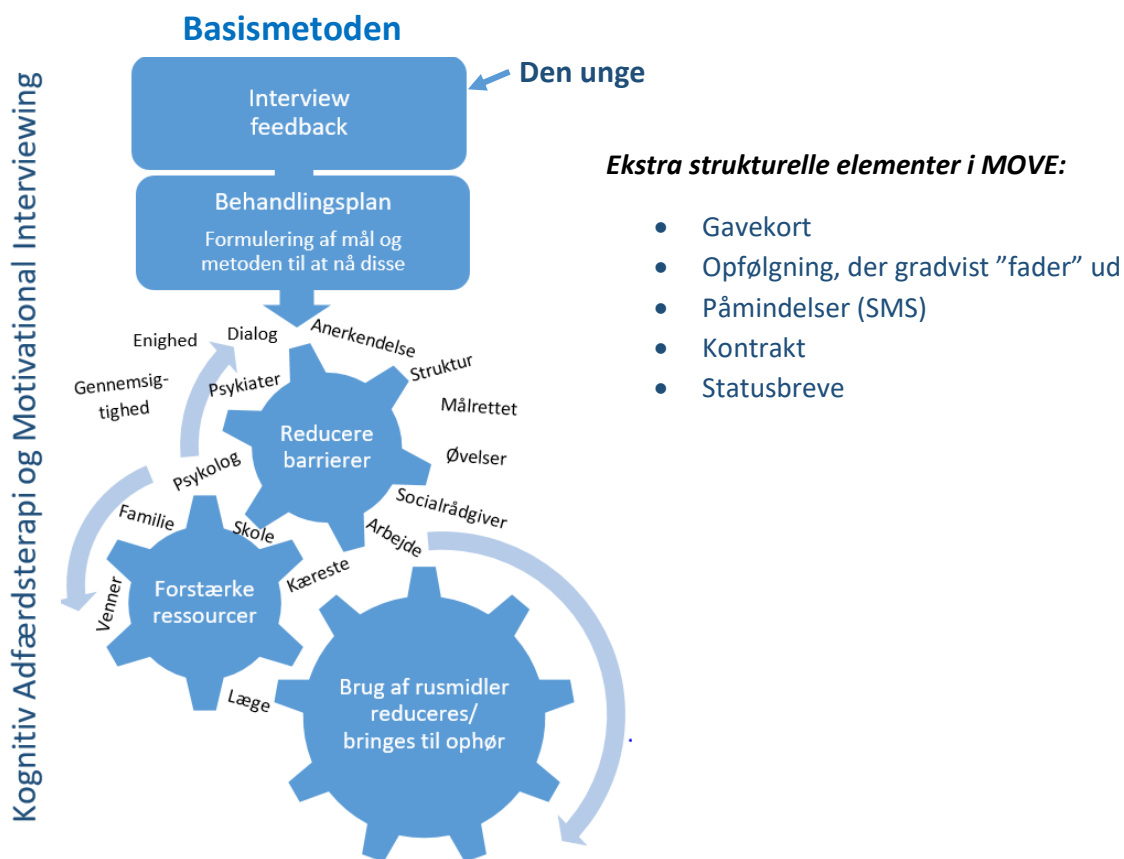 Basismetoden
Den unge
Kognitiv Adfærdsterapi og Motivational Interviewing
Interview
feedback
Behandlingsplan
Formulering af mål og
metoden til at nå disse
Enighed
Dialog
Anerkendelse
Gennemsig-
tighed
Psykiater
Struktur
Målrettet
Reducere
barrierer
Øvelser
Psykolog
Socialrådgiver
Familie
Skole
Arbejde
Kæreste
Venner
Forstærke
ressourcer
Læge
Brug af rusmidler
reduceres/
bringes til ophør
Ekstra strukturelle elementer i MOVE:
• Gavekort
• Opfølgning, der gradvist ”fader” ud
• Påmindelser (SMS)
• Kontrakt
• Statusbreve